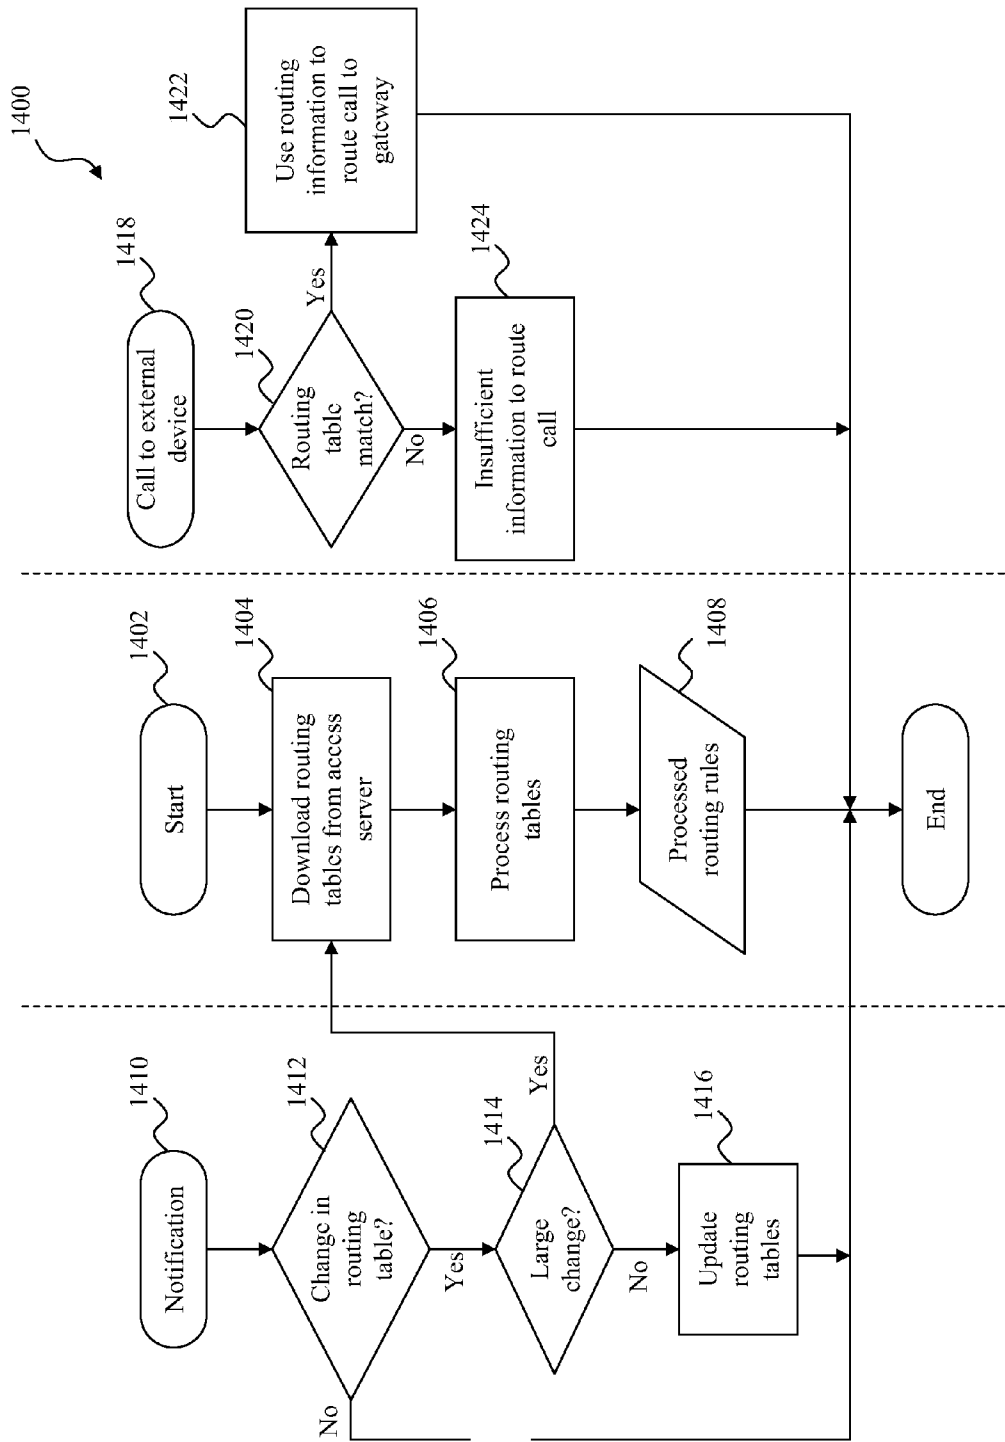 1400
1410
Notification
1412
Change in
routing
table?
No
Yes
1414
Large
change?
Yes
No
1416
Update
routing
tables
1402
Start
1404
Download routing
tables from access
server
1406
Process routing
tables
1408
Processed
routing rules
End
1418
Call to external
device
1420
Routing
table
match?
Yes
No
1422
Use routing
information to
route call to
gateway
1424
Insufficient
information to route
call